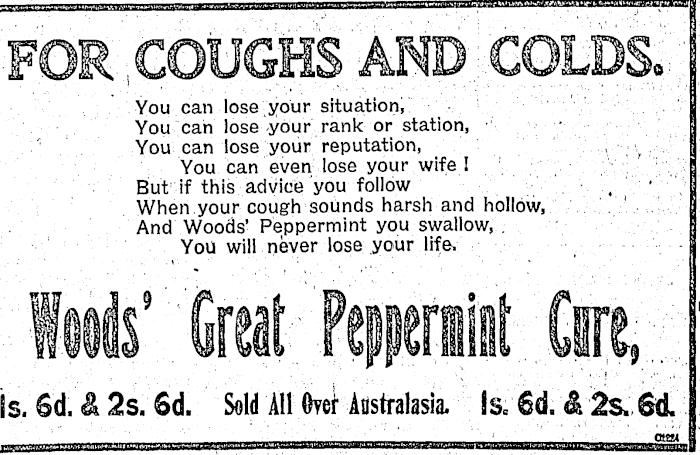 FOR COUGHS AND COLDS.
You can lose your situation,
You can lose your rank or station,
You can lose your reputation,
You can even lose your wife!
But if this advice you follow
When your cough sounds harsh and hollow,
And Woods' Peppermint you swallow,
You will never lose your life.
Woods' Great Peppermint Cure,
1s. 6d. & 2s. 6d. Sold All Over Australasia. 1s. 6d. & 2s. 6d.